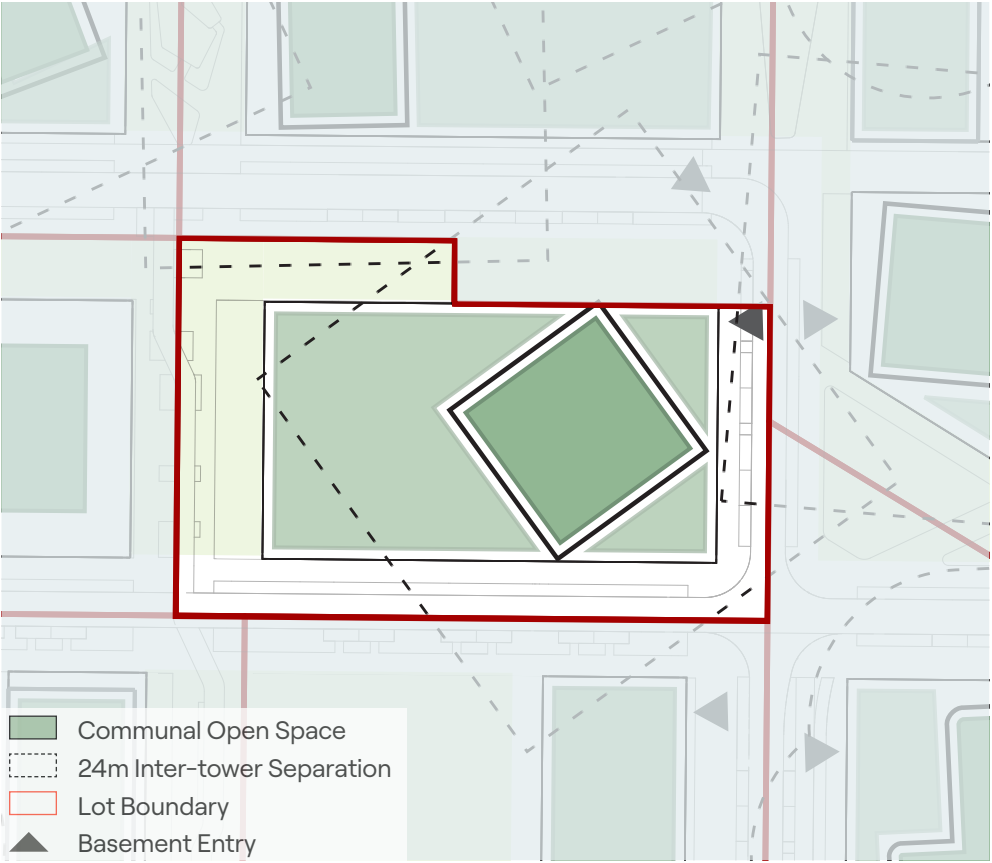 Communal Open Space
24m Inter-tower Separation
Lot Boundary
Basement Entry